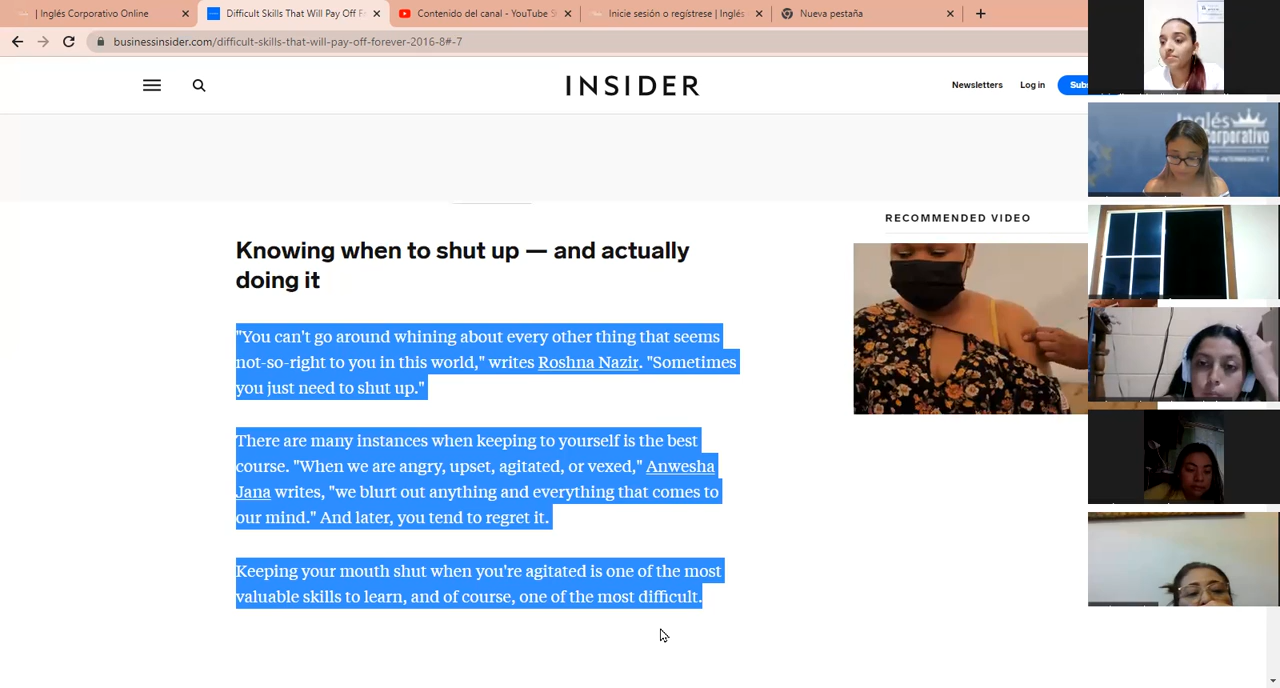 | Inglés Corporativo Online
Difficult Skills That Will Pay Off F
Contenido del canal - YouTube S
Inicie sesión o regístrese | Inglés
Nueva pestaña
businessinsider.com/difficult-skills-that-will-pay-off-forever-2016-8#-7
INSIDER
Newsletters
Log in
Subs
RECOMMENDED VIDEO
Knowing when to shut up — and actually
doing it
"You can't go around whining about every other thing that seems
not-so-right to you in this world," writes Roshna Nazir. "Sometimes
you just need to shut up."
There are many instances when keeping to yourself is the best
course. "When we are angry, upset, agitated, or vexed," Anwesha
Jana writes, "we blurt out anything and everything that comes to
our mind." And later, you tend to regret it.
Keeping your mouth shut when you're agitated is one of the most
valuable skills to learn, and of course, one of the most difficult.
Inglés
Corporativo